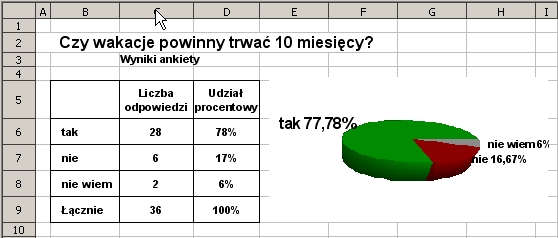 A B C D E F G H I
1
2 Czy wakacje powinny trwać 10 miesięcy?
3 Wyniki ankiety
4
5 Liczba odpowiedzi Udział procentowy
6 tak 28 78%
7 nie 6 17%
8 nie wiem 2 6%
9 Łącznie 36 100%
10
tak 77,78%
nie wiem 6%
nie 16,67%